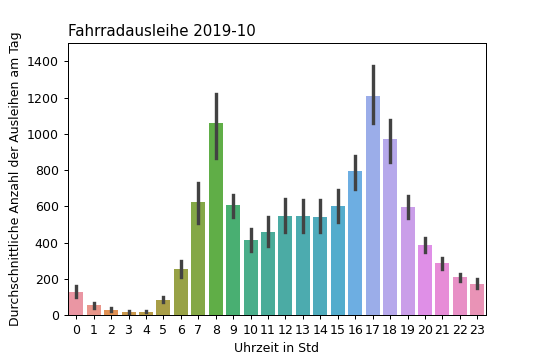 Fahrradausleihe 2019-10
Durchschnittliche Anzahl der Ausleihen am Tag
1400
1200
1000
800
600
400
200
0
0 1 2 3 4 5 6 7 8 9 10 11 12 13 14 15 16 17 18 19 20 21 22 23
Uhrzeit in Std